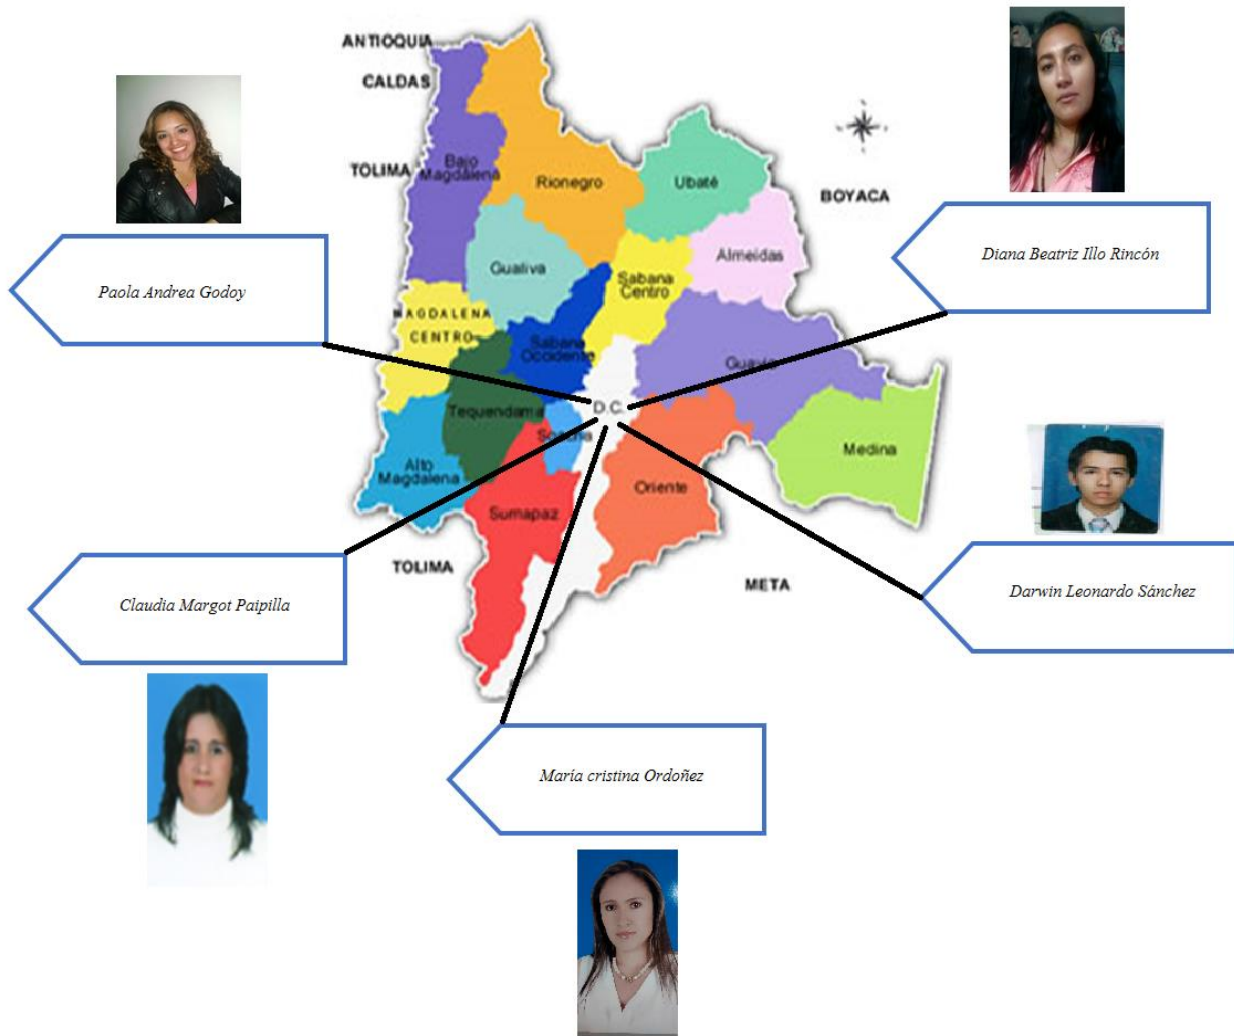 ANTIOQUIA
CALDAS
TOLIMA
Bajo
Magdalena
Rionegro
Ubaté
BOYACA
Almeidas
Gualiva
Sabana
Centro
MAGDALENA
CENTRO
Sabana
Occidente
Guavio
Tequendama
D.C.
Soacha
Medina
Alto
Magdalena
Oriente
Sumapaz
TOLIMA
META
Paola Andrea Godoy
Diana Beatriz Illo Rincón
Claudia Margot Paipilla
Darwin Leonardo Sánchez
María cristina Ordoñez